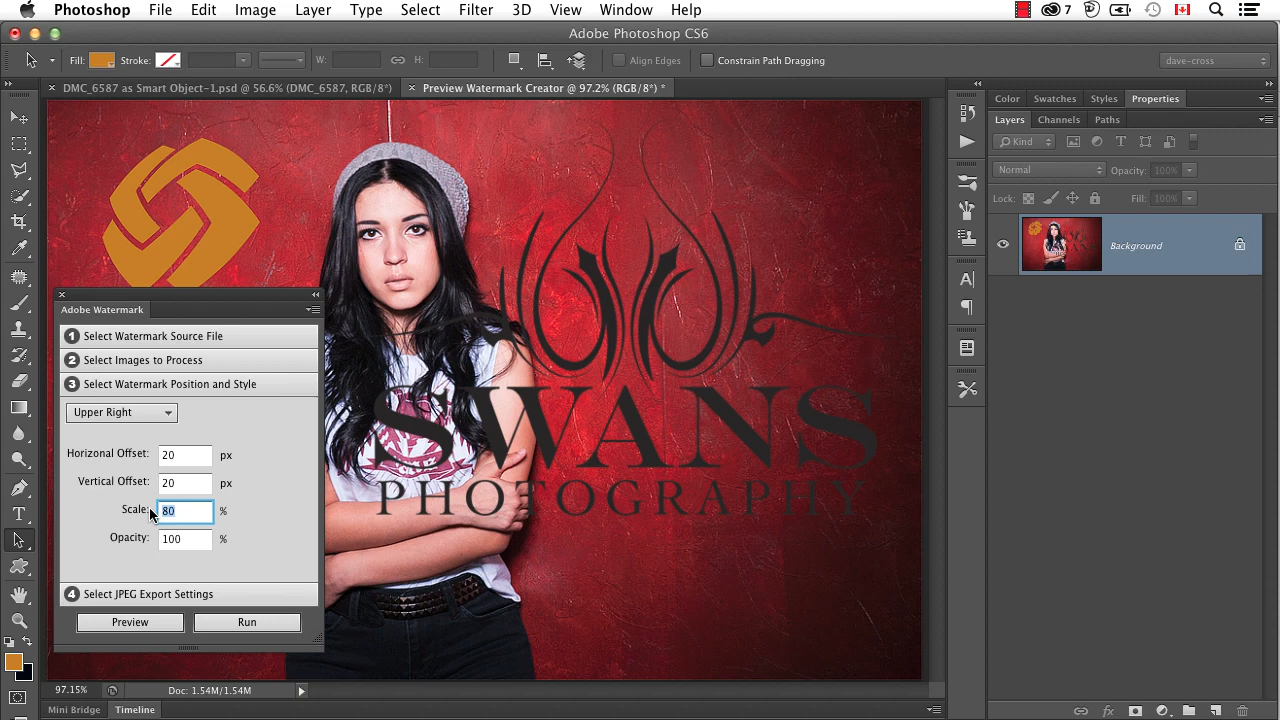 Photoshop File Edit Image Layer Type Select Filter 3D View Window Help 7
Adobe Photoshop CS6
Fill: Stroke: W: H: Align Edges Constrain Path Dragging dave-cross
× DMC_6587 as Smart Object-1.psd @ 56.6% (DMC_6587, RGB/8*) × Preview Watermark Creator @ 97.2% (RGB/8*) *
Color Swatches Styles Properties
Layers Channels Paths
Kind
Normal Opacity: 100%
Lock: Fill: 100%
Background
Adobe Watermark
1 Select Watermark Source File
2 Select Images to Process
3 Select Watermark Position and Style
Upper Right
Horizonal Offset: 20 px
Vertical Offset: 20 px
Scale: 80 %
Opacity: 100 %
4 Select JPEG Export Settings
Preview Run
SWANS
PHOTOGRAPHY
97.15% Doc: 1.54M/1.54M
Mini Bridge Timeline